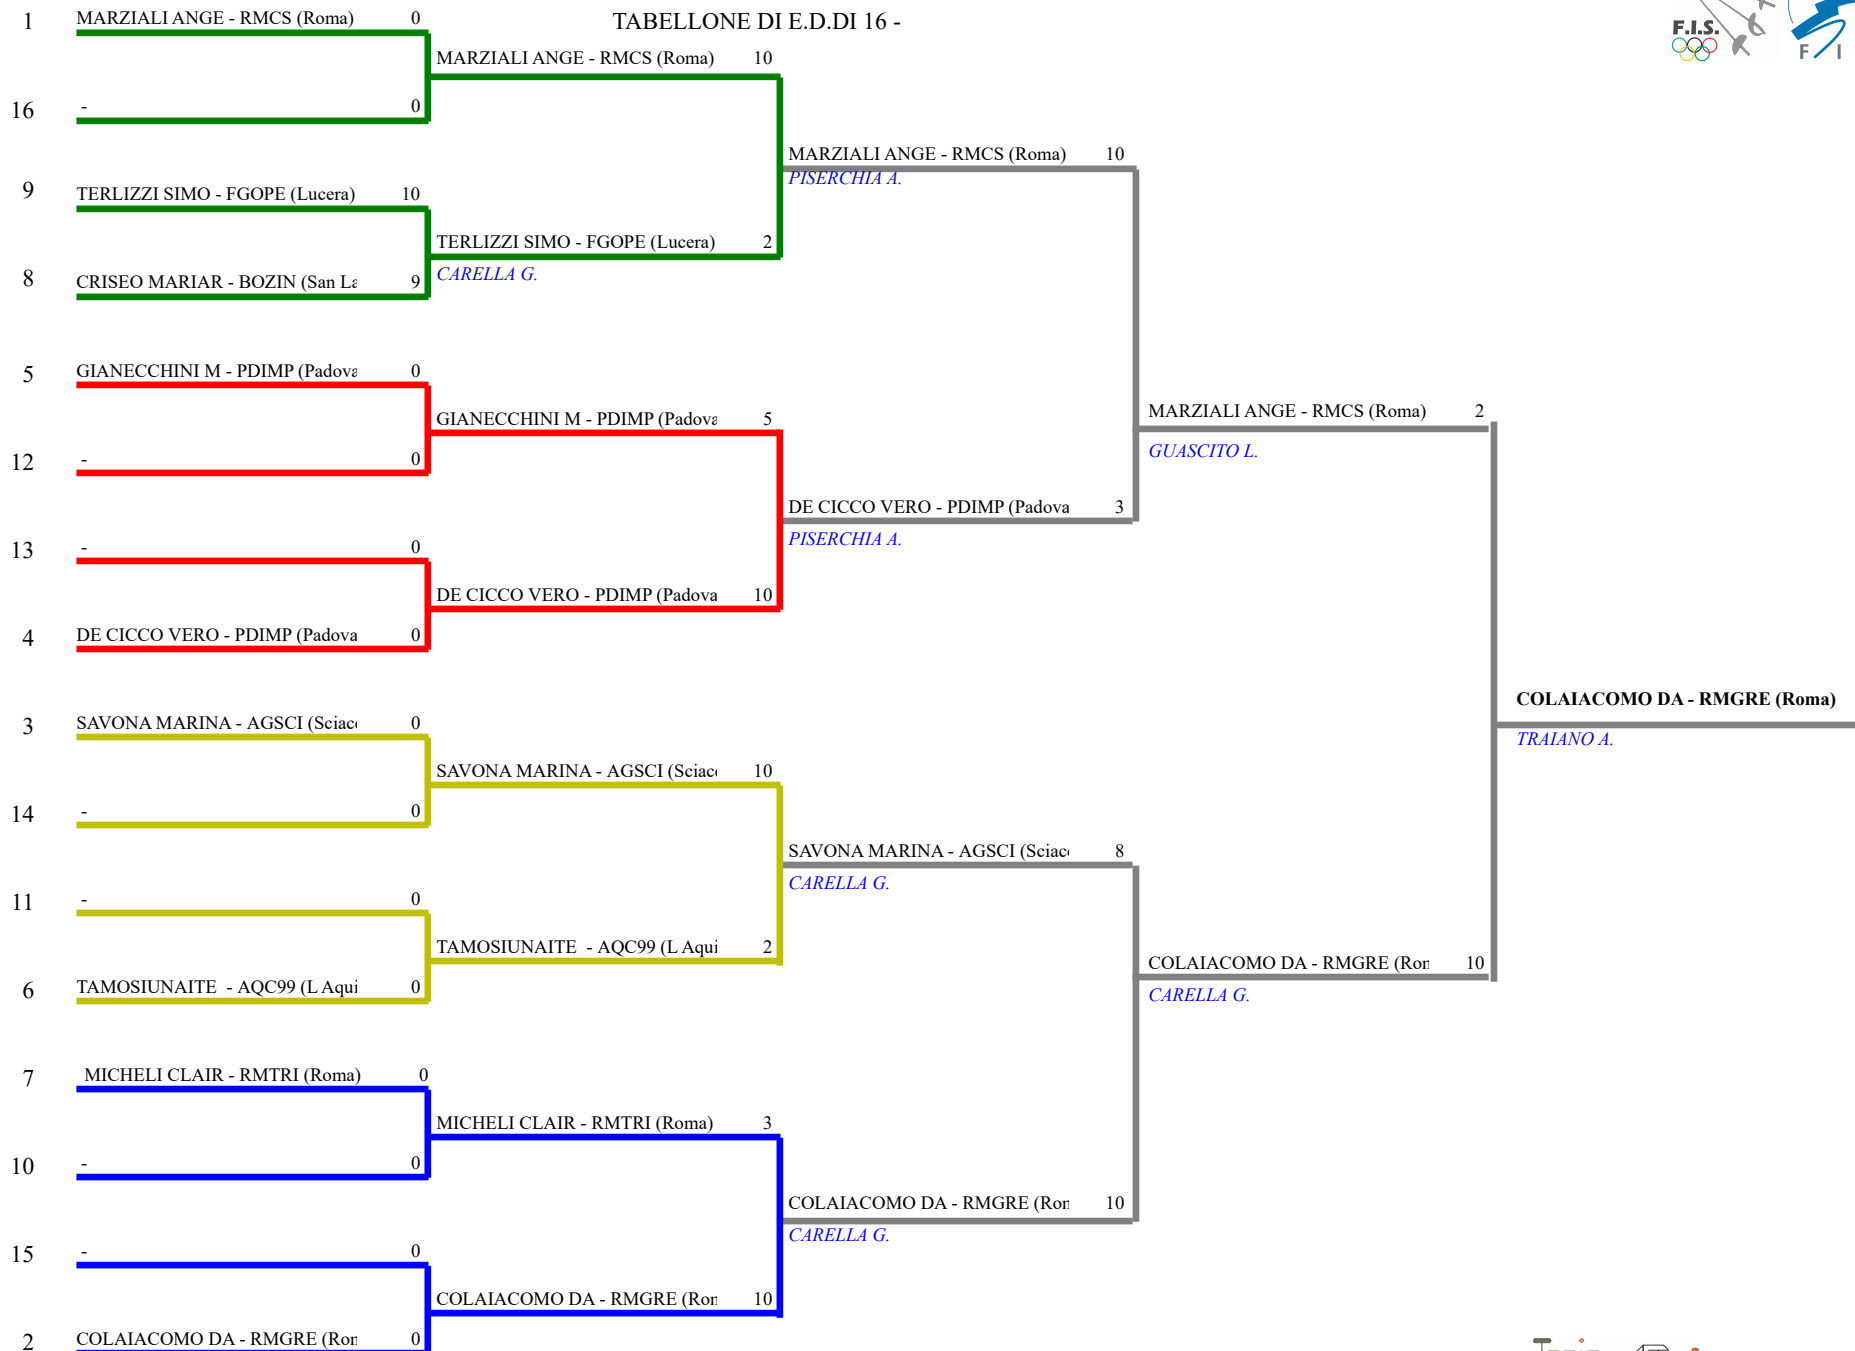 TABELLONE DI E.D.DI 16 -
F.I.S.
F I
1 MARZIALI ANGE - RMCS (Roma) 0
MARZIALI ANGE - RMCS (Roma) 10
16 - 0
MARZIALI ANGE - RMCS (Roma) 10
PISERCHIA A.
9 TERLIZZI SIMO - FGOPE (Lucera) 10
TERLIZZI SIMO - FGOPE (Lucera) 2
CARELLA G.
8 CRISEO MARIAR - BOZIN (San La 9
5 GIANECCHINI M - PDIMP (Padova 0
GIANECCHINI M - PDIMP (Padova 5
MARZIALI ANGE - RMCS (Roma) 2
GUASCITO L.
12 - 0
DE CICCO VERO - PDIMP (Padova 3
PISERCHIA A.
13 - 0
DE CICCO VERO - PDIMP (Padova 10
4 DE CICCO VERO - PDIMP (Padova 0
COLAIACOMO DA - RMGRE (Roma)
TRAIANO A.
3 SAVONA MARINA - AGSCI (Sciac 0
SAVONA MARINA - AGSCI (Sciac 10
14 - 0
SAVONA MARINA - AGSCI (Sciac 8
CARELLA G.
11 - 0
TAMOSIUNAITE - AQC99 (L Aqui 2
COLAIACOMO DA - RMGRE (Ron 10
CARELLA G.
6 TAMOSIUNAITE - AQC99 (L Aqui 0
7 MICHELI CLAIR - RMTRI (Roma) 0
MICHELI CLAIR - RMTRI (Roma) 3
10 - 0
COLAIACOMO DA - RMGRE (Ron 10
CARELLA G.
15 - 0
COLAIACOMO DA - RMGRE (Ron 10
2 COLAIACOMO DA - RMGRE (Ron 0